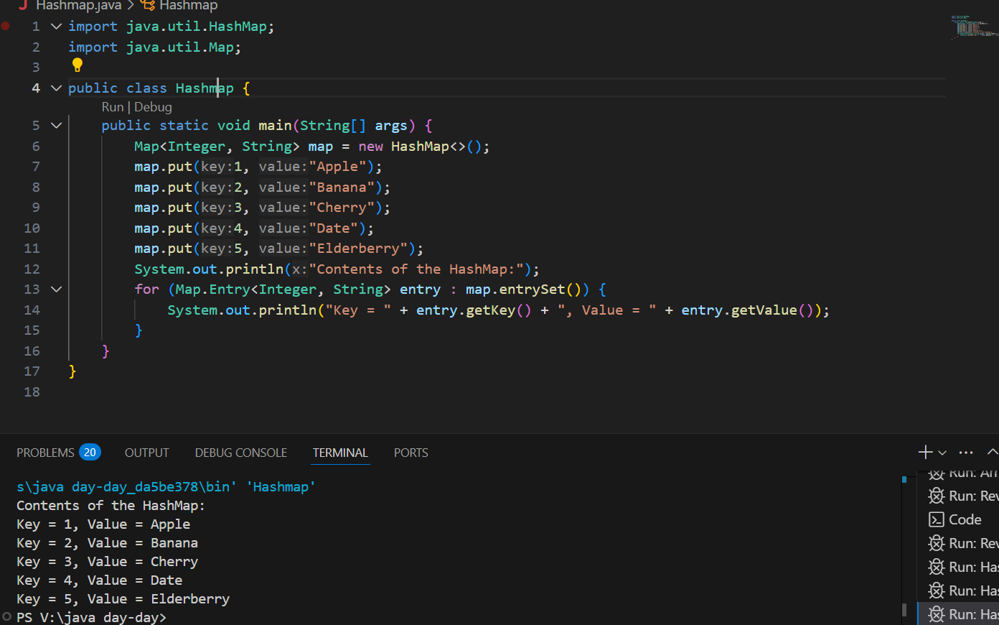 Hashmap.java > Hashmap
1 import java.util.HashMap;
2 import java.util.Map;
3
4 public class Hashmap {
Run | Debug
5 public static void main(String[] args) {
6 Map<Integer, String> map = new HashMap<>();
7 map.put(key:1, value:"Apple");
8 map.put(key:2, value:"Banana");
9 map.put(key:3, value:"Cherry");
10 map.put(key:4, value:"Date");
11 map.put(key:5, value:"Elderberry");
12 System.out.println(x:"Contents of the HashMap:");
13 for (Map.Entry<Integer, String> entry : map.entrySet()) {
14 System.out.println("Key = " + entry.getKey() + ", Value = " + entry.getValue());
15 }
16 }
17 }
18
PROBLEMS 20 OUTPUT DEBUG CONSOLE TERMINAL PORTS
s\java day-day_da5be378\bin' 'Hashmap'
Contents of the HashMap:
Key = 1, Value = Apple
Key = 2, Value = Banana
Key = 3, Value = Cherry
Key = 4, Value = Date
Key = 5, Value = Elderberry
PS V:\java day-day>
Run: Arr
Run: Rev
Code
Run: Rev
Run: Has
Run: Has
Run: Has